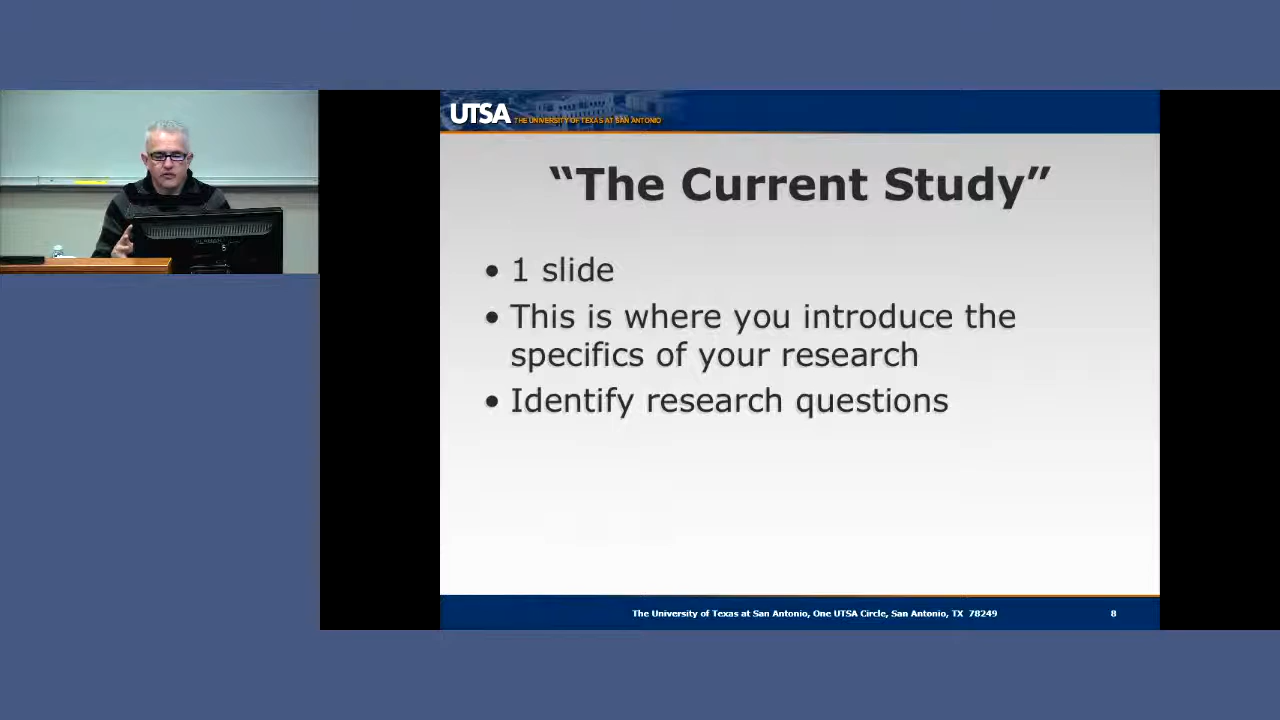 UTSA THE UNIVERSITY OF TEXAS AT SAN ANTONIO
“The Current Study”
• 1 slide
• This is where you introduce the
specifics of your research
• Identify research questions
The University of Texas at San Antonio, One UTSA Circle, San Antonio, TX 78249 8